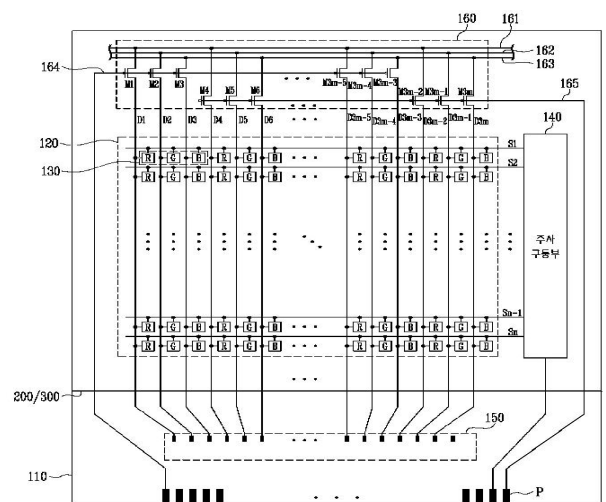 160
161
162
163
164
M1 M2 M3 M3m-5 M3m-4 M3m-3
M4 M5 M6 M3m-2 M3m-1 M3m
165
D1 D2 D3 D4 D5 D6 D3m-5 D3m-4 D3m-3 D3m-2 D3m-1 D3m
140
120
S1
R G B R G B R G B R G B
130
S2
R G B R G B R G B R G B
주사
구동부
Sn-1
R G B R G B R G B R G B
Sn
R G B R G B R G B R G B
200/300
150
110
P